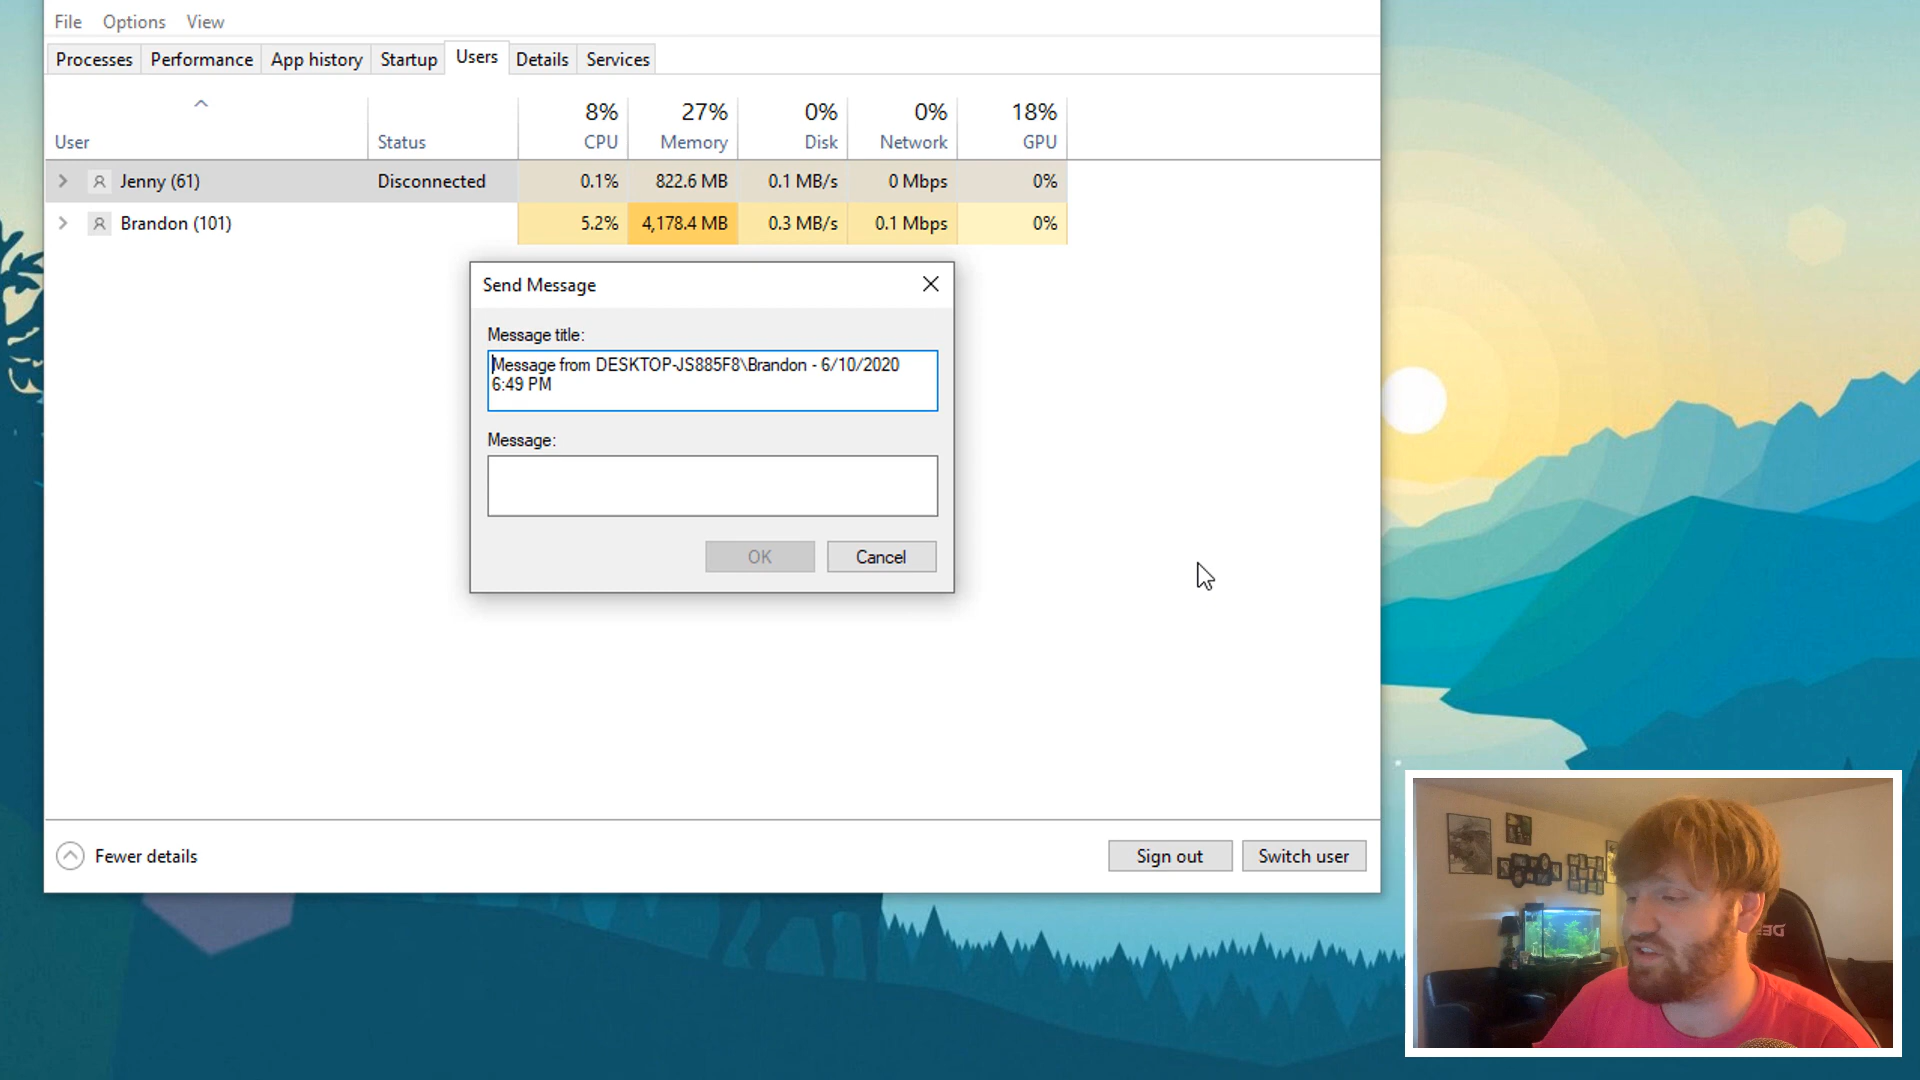 File Options View
Processes Performance App history Startup Users Details Services
8% 27% 0% 0% 18%
User Status CPU Memory Disk Network GPU
Jenny (61) Disconnected 0.1% 822.6 MB 0.1 MB/s 0 Mbps 0%
Brandon (101) 5.2% 4,178.4 MB 0.3 MB/s 0.1 Mbps 0%
Send Message
Message title:
Message from DESKTOP-JS885F8\Brandon - 6/10/2020
6:49 PM
Message:
OK Cancel
Fewer details Sign out Switch user